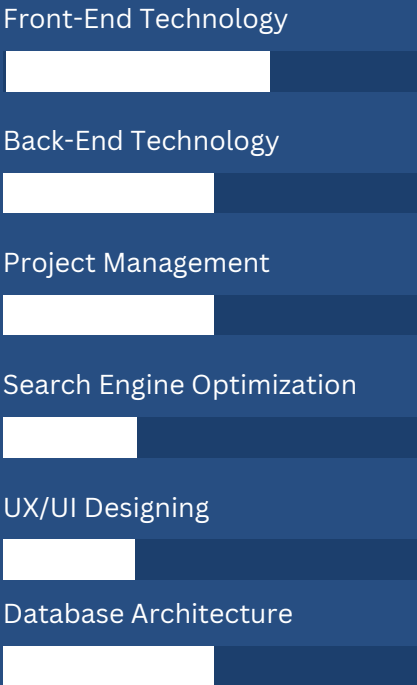 Front-End Technology
Back-End Technology
Project Management
Search Engine Optimization
UX/UI Designing
Database Architecture